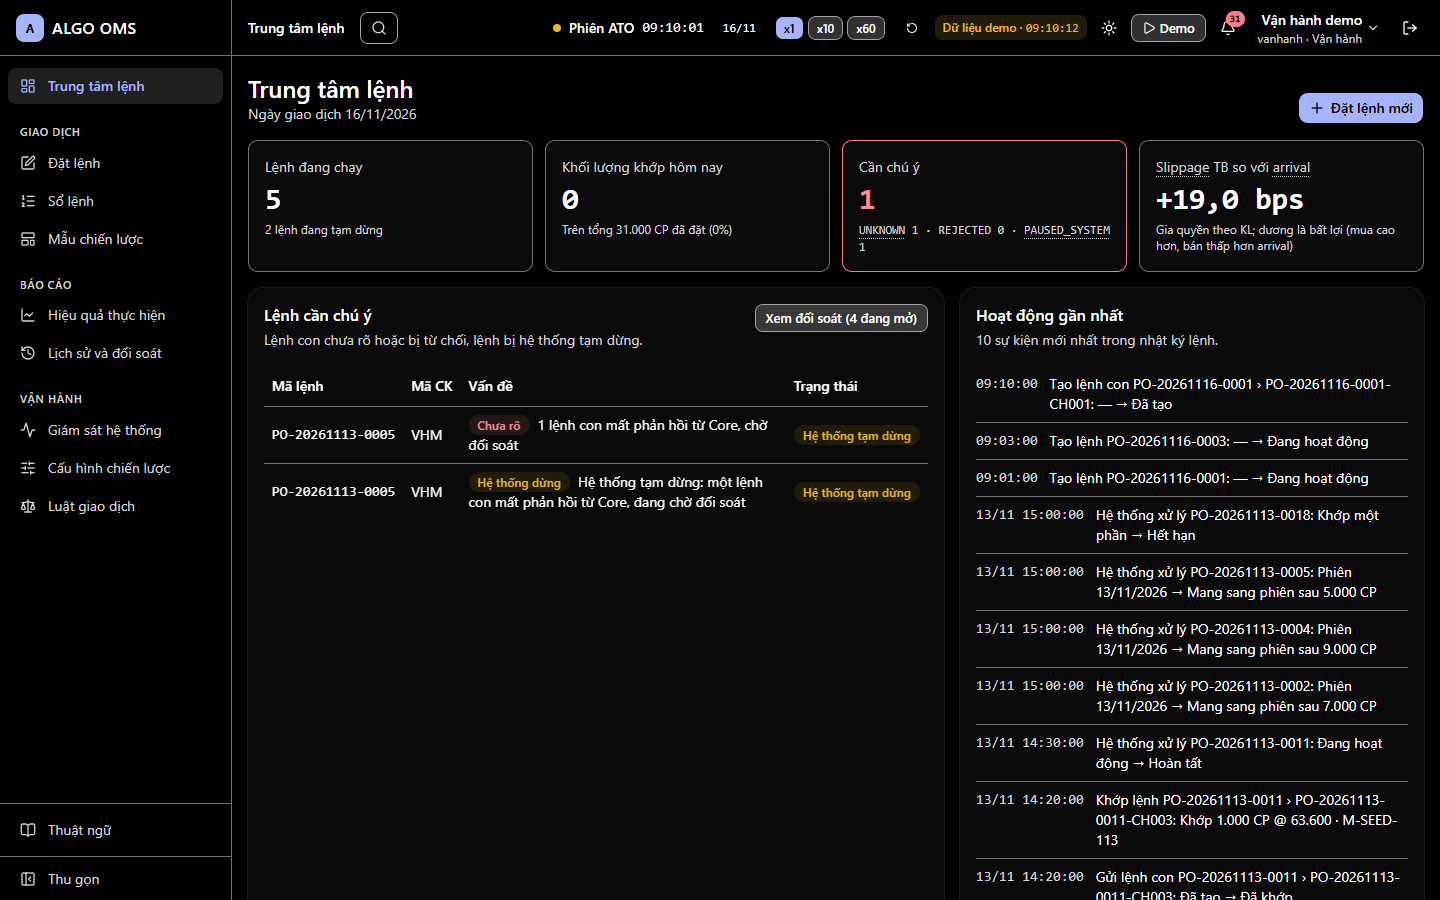 A ALGO OMS
Trung tâm lệnh
GIAO DỊCH
Đặt lệnh
Sổ lệnh
Mẫu chiến lược
BÁO CÁO
Hiệu quả thực hiện
Lịch sử và đối soát
VẬN HÀNH
Giám sát hệ thống
Cấu hình chiến lược
Luật giao dịch
Thuật ngữ
Thu gọn
Trung tâm lệnh
Phiên ATO 09:10:01 16/11 x1 x10 x60 Dữ liệu demo · 09:10:12 Demo 31
Vận hành demo
vanhanh · Vận hành
Trung tâm lệnh
Ngày giao dịch 16/11/2026
Đặt lệnh mới
Lệnh đang chạy
5
2 lệnh đang tạm dừng
Khối lượng khớp hôm nay
0
Trên tổng 31.000 CP đã đặt (0%)
Cần chú ý
1
UNKNOWN 1 · REJECTED 0 · PAUSED_SYSTEM
1
Slippage TB so với arrival
+19,0 bps
Gia quyền theo KL; dương là bất lợi (mua cao
hơn, bán thấp hơn arrival)
Lệnh cần chú ý
Lệnh con chưa rõ hoặc bị từ chối, lệnh bị hệ thống tạm dừng.
Xem đối soát (4 đang mở)
Mã lệnh Mã CK Vấn đề Trạng thái
PO-20261113-0005 VHM Chưa rõ 1 lệnh con mất phản hồi từ Core, chờ
đối soát
Hệ thống tạm dừng
PO-20261113-0005 VHM Hệ thống dừng Hệ thống tạm dừng: một lệnh
con mất phản hồi từ Core, đang chờ đối soát
Hệ thống tạm dừng
Hoạt động gần nhất
10 sự kiện mới nhất trong nhật ký lệnh.
09:10:00 Tạo lệnh con PO-20261116-0001 › PO-20261116-0001-
CH001: — → Đã tạo
09:03:00 Tạo lệnh PO-20261116-0003: — → Đang hoạt động
09:01:00 Tạo lệnh PO-20261116-0001: — → Đang hoạt động
13/11 15:00:00 Hệ thống xử lý PO-20261113-0018: Khớp một
phần → Hết hạn
13/11 15:00:00 Hệ thống xử lý PO-20261113-0005: Phiên
13/11/2026 → Mang sang phiên sau 5.000 CP
13/11 15:00:00 Hệ thống xử lý PO-20261113-0004: Phiên
13/11/2026 → Mang sang phiên sau 9.000 CP
13/11 15:00:00 Hệ thống xử lý PO-20261113-0002: Phiên
13/11/2026 → Mang sang phiên sau 7.000 CP
13/11 14:30:00 Hệ thống xử lý PO-20261113-0011: Đang hoạt
động → Hoàn tất
13/11 14:20:00 Khớp lệnh PO-20261113-0011 › PO-20261113-
0011-CH003: Khớp 1.000 CP @ 63.600 · M-SEED-
113
13/11 14:20:00 Gửi lệnh con PO-20261113-0011 › PO-20261113-
0011-CH003: Đã tạo → Đã khớp